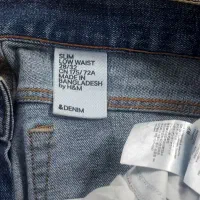 SLIM
LOW WAIST
28/32
CN 175/72A
MADE IN
BANGLADESH
by H&M
&DENIM